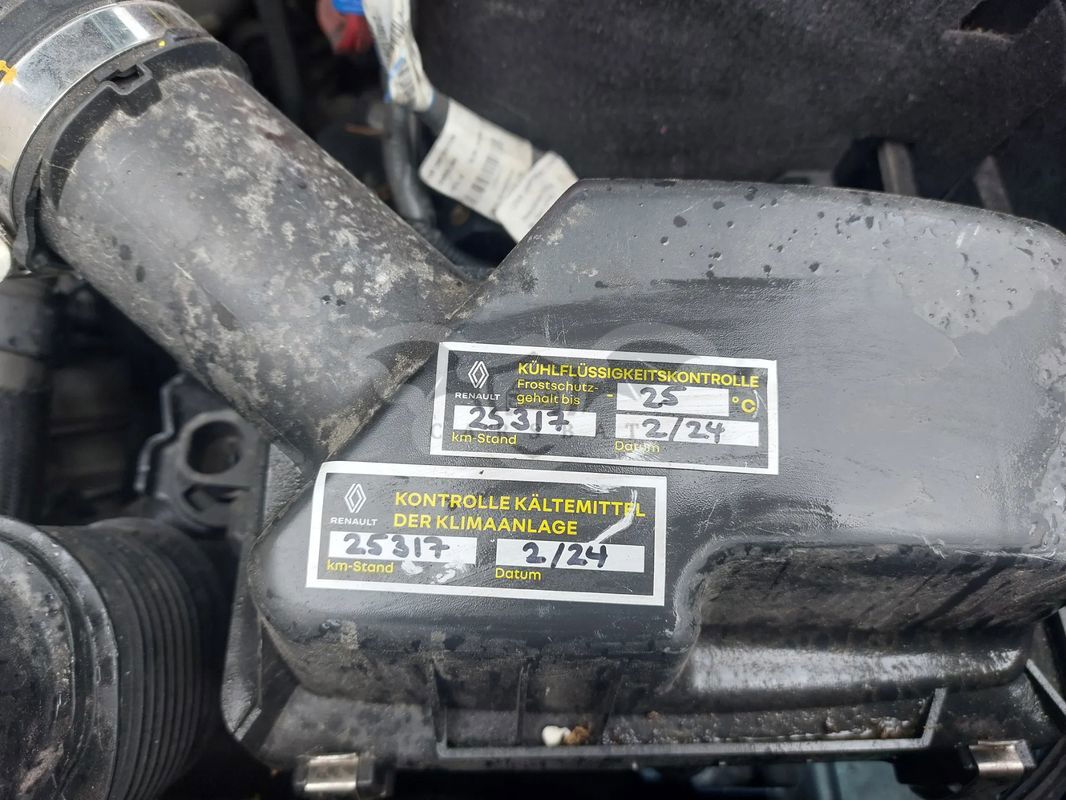 KÜHLFLÜSSIGKEITSKONTROLLE
RENAULT
Frostschutz-
gehalt bis - 25 °C
25317 2/24
km-Stand Datum
RENAULT
KONTROLLE KÄLTEMITTEL
DER KLIMAANLAGE
25317 2/24
km-Stand Datum